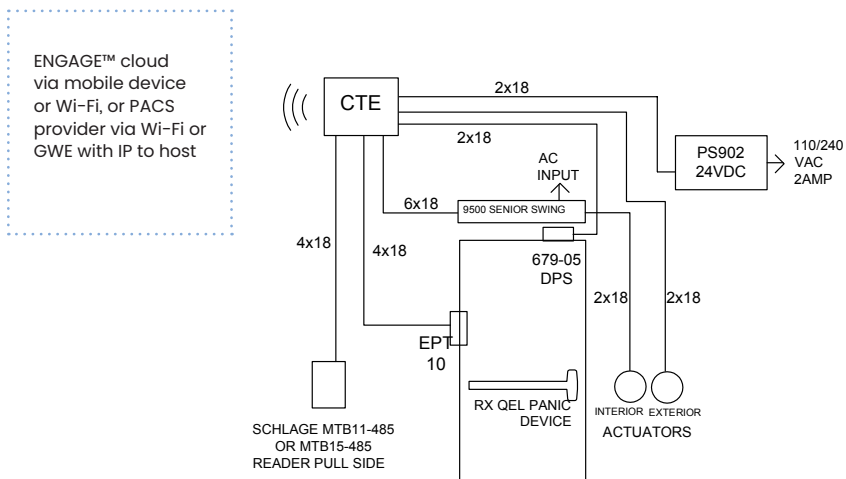 ENGAGE™ cloud
via mobile device
or Wi-Fi, or PACS
provider via Wi-Fi or
GWE with IP to host
CTE
2x18
2x18
PS902
24VDC
110/240
VAC
2AMP
AC
INPUT
6x18
9500 SENIOR SWING
4x18
4x18
679-05
DPS
2x18
2x18
EPT
10
RX QEL PANIC
DEVICE
INTERIOR
EXTERIOR
ACTUATORS
SCHLAGE MTB11-485
OR MTB15-485
READER PULL SIDE